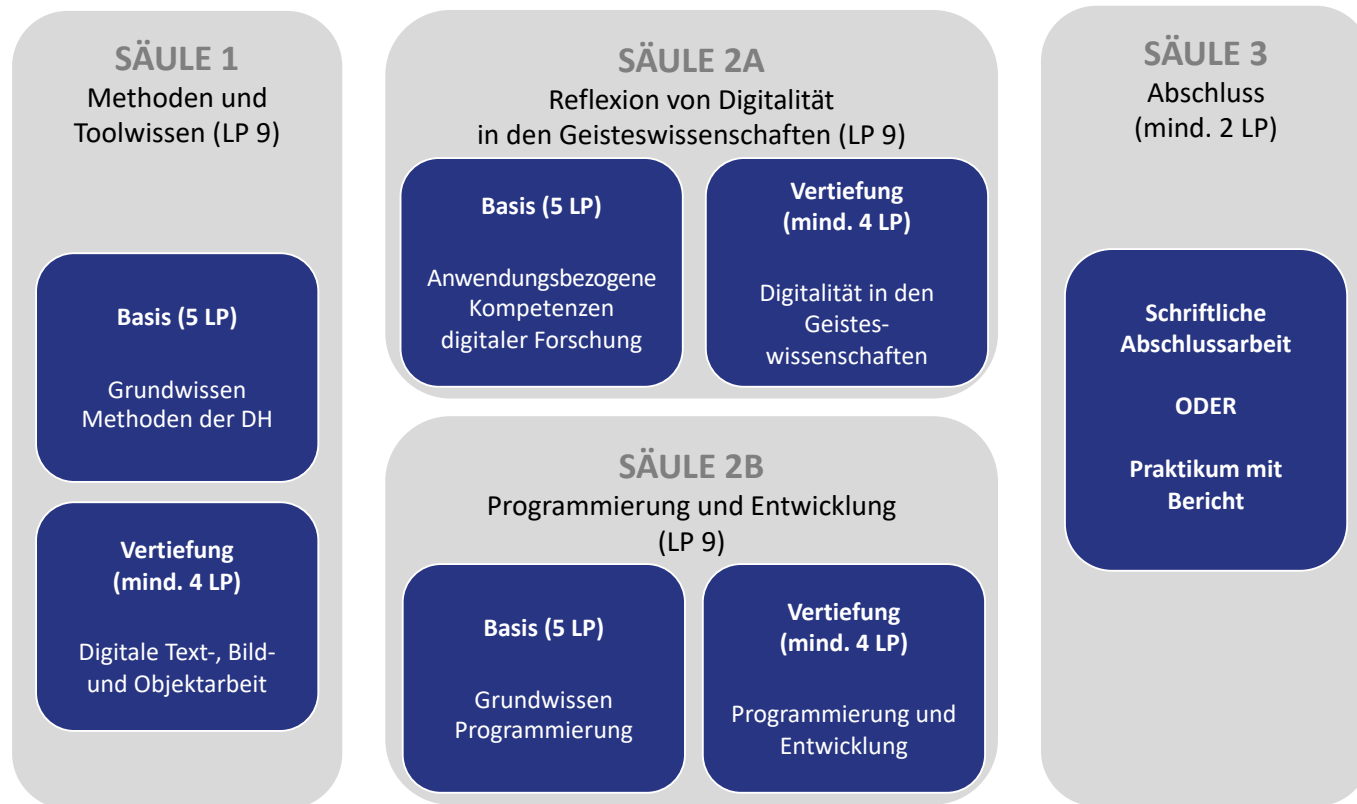 SÄULE 1
Methoden und
Toolwissen (LP 9)
Basis (5 LP)
Grundwissen
Methoden der DH
Vertiefung
(mind. 4 LP)
Digitale Text-, Bild-
und Objektarbeit
SÄULE 2A
Reflexion von Digitalität
in den Geisteswissenschaften (LP 9)
Basis (5 LP)
Anwendungsbezogene
Kompetenzen
digitaler Forschung
Vertiefung
(mind. 4 LP)
Digitalität in den
Geistes-
wissenschaften
SÄULE 2B
Programmierung und Entwicklung
(LP 9)
Basis (5 LP)
Grundwissen
Programmierung
Vertiefung
(mind. 4 LP)
Programmierung und
Entwicklung
SÄULE 3
Abschluss
(mind. 2 LP)
Schriftliche
Abschlussarbeit
ODER
Praktikum mit
Bericht